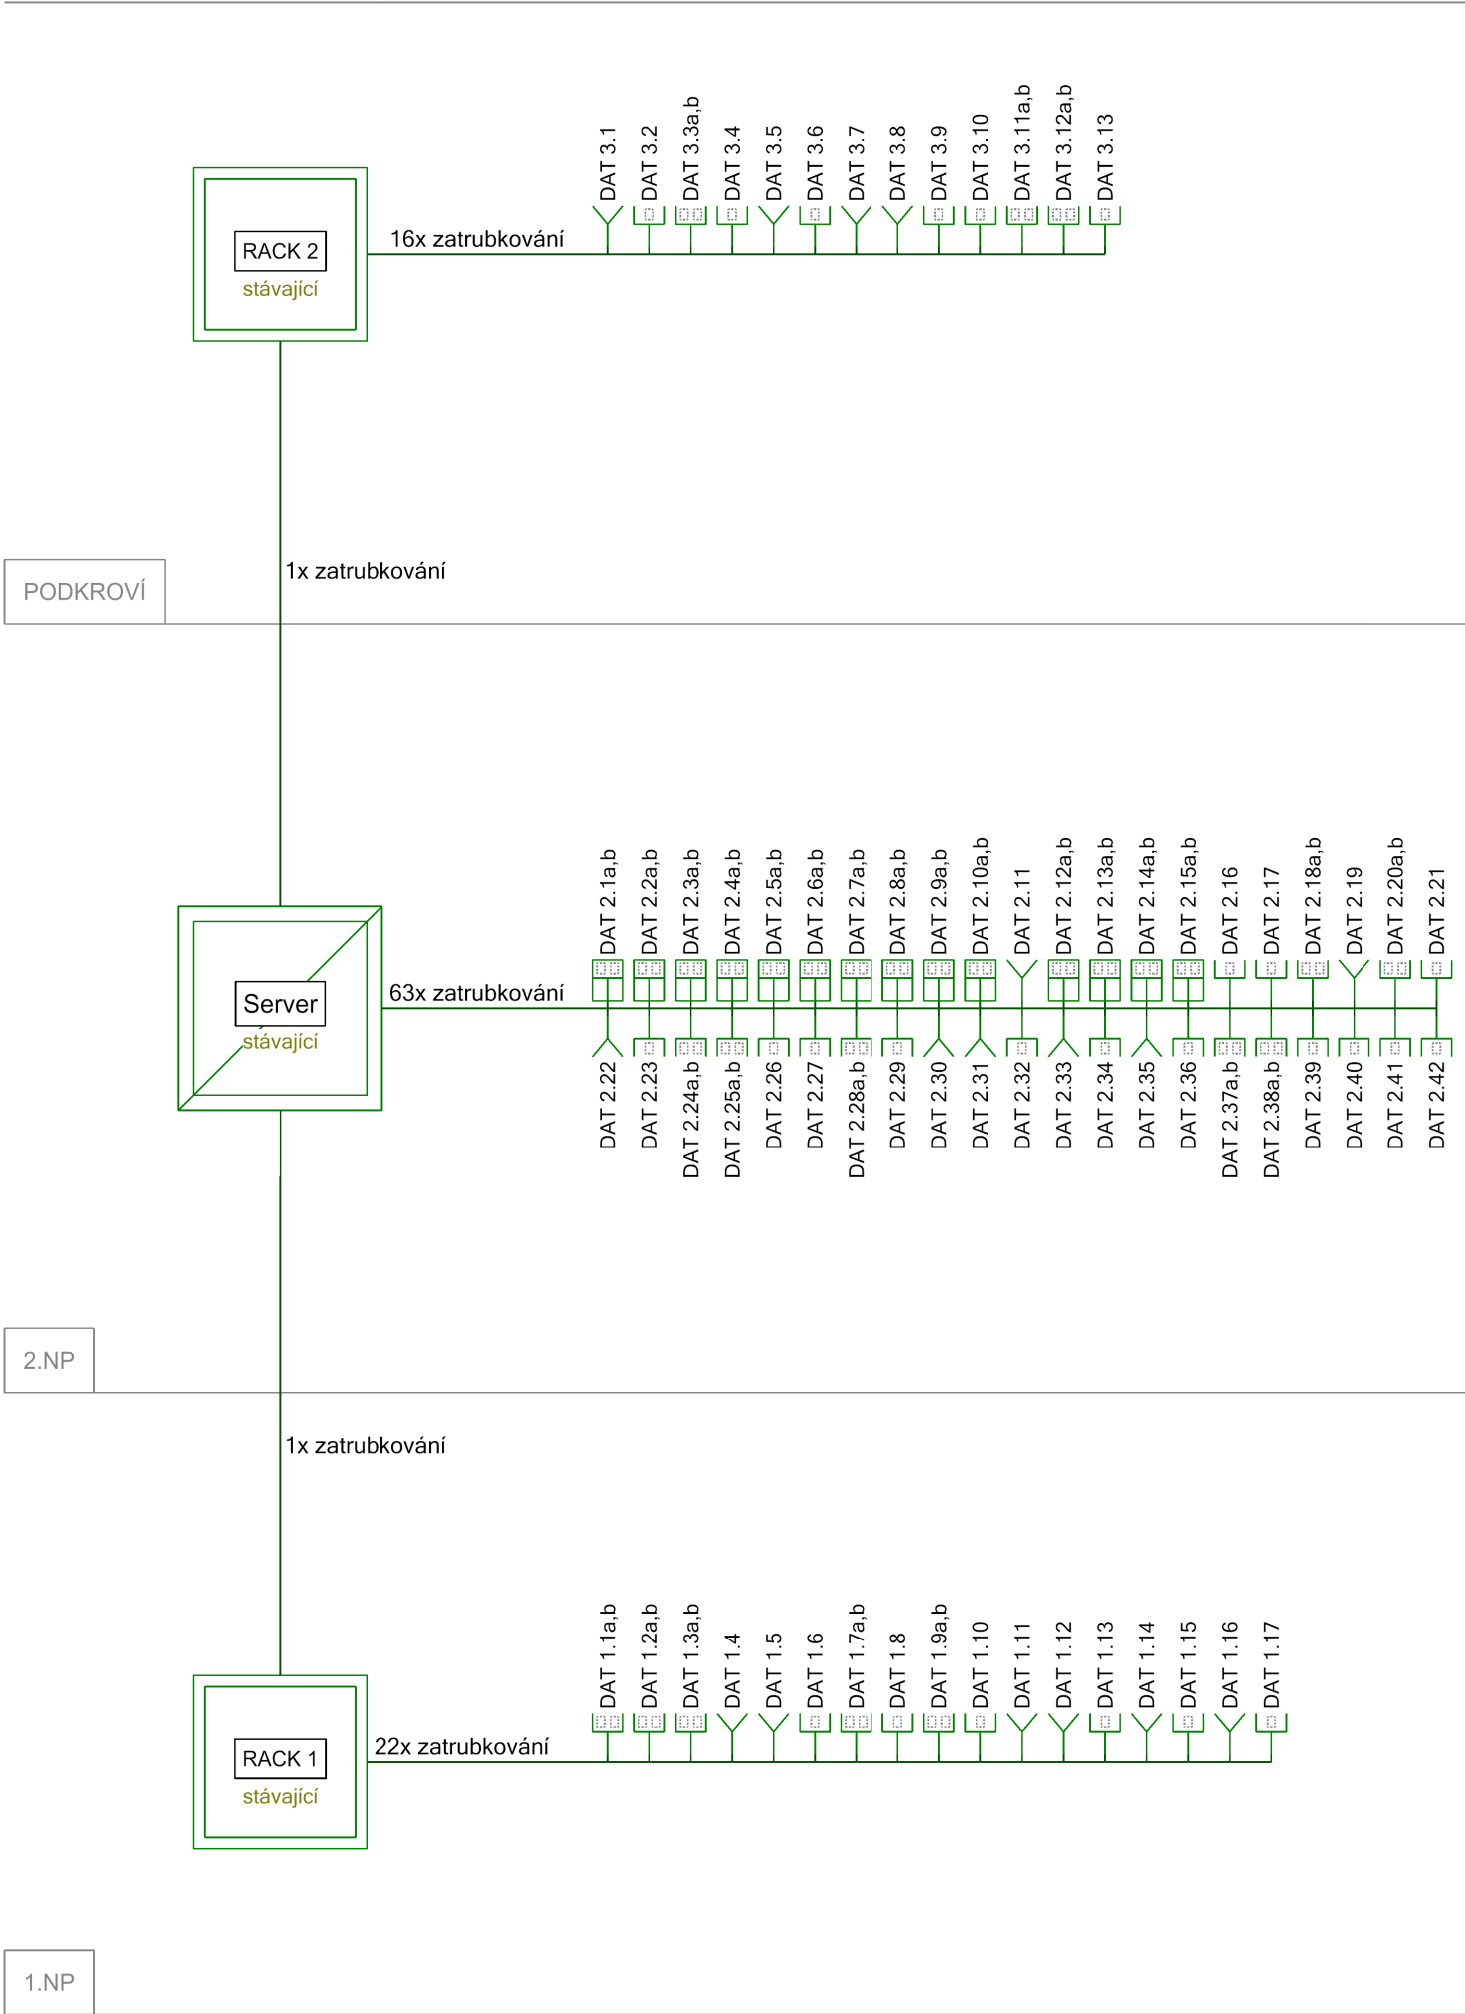 DAT 3.1
DAT 3.2
DAT 3.3a,b
DAT 3.4
DAT 3.5
DAT 3.6
DAT 3.7
DAT 3.8
DAT 3.9
DAT 3.10
DAT 3.11a,b
DAT 3.12a,b
DAT 3.13
16x zatrubkování
RACK 2
stávající
1x zatrubkování
PODKROVÍ
DAT 2.1a,b
DAT 2.2a,b
DAT 2.3a,b
DAT 2.4a,b
DAT 2.5a,b
DAT 2.6a,b
DAT 2.7a,b
DAT 2.8a,b
DAT 2.9a,b
DAT 2.10a,b
DAT 2.11
DAT 2.12a,b
DAT 2.13a,b
DAT 2.14a,b
DAT 2.15a,b
DAT 2.16
DAT 2.17
DAT 2.18a,b
DAT 2.19
DAT 2.20a,b
DAT 2.21
63x zatrubkování
Server
stávající
DAT 2.22
DAT 2.23
DAT 2.24a,b
DAT 2.25a,b
DAT 2.26
DAT 2.27
DAT 2.28a,b
DAT 2.29
DAT 2.30
DAT 2.31
DAT 2.32
DAT 2.33
DAT 2.34
DAT 2.35
DAT 2.36
DAT 2.37a,b
DAT 2.38a,b
DAT 2.39
DAT 2.40
DAT 2.41
DAT 2.42
2.NP
1x zatrubkování
DAT 1.1a,b
DAT 1.2a,b
DAT 1.3a,b
DAT 1.4
DAT 1.5
DAT 1.6
DAT 1.7a,b
DAT 1.8
DAT 1.9a,b
DAT 1.10
DAT 1.11
DAT 1.12
DAT 1.13
DAT 1.14
DAT 1.15
DAT 1.16
DAT 1.17
22x zatrubkování
RACK 1
stávající
1.NP